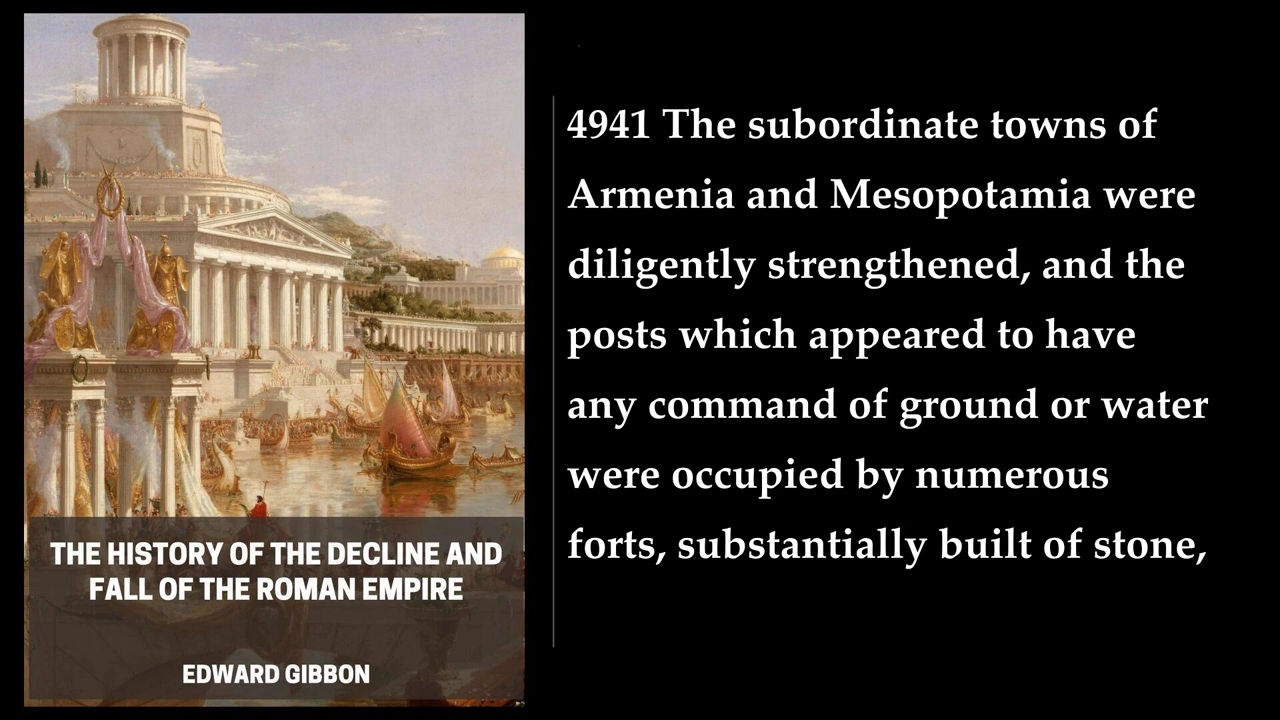 THE HISTORY OF THE DECLINE AND
FALL OF THE ROMAN EMPIRE
EDWARD GIBBON
4941 The subordinate towns of
Armenia and Mesopotamia were
diligently strengthened, and the
posts which appeared to have
any command of ground or water
were occupied by numerous
forts, substantially built of stone,